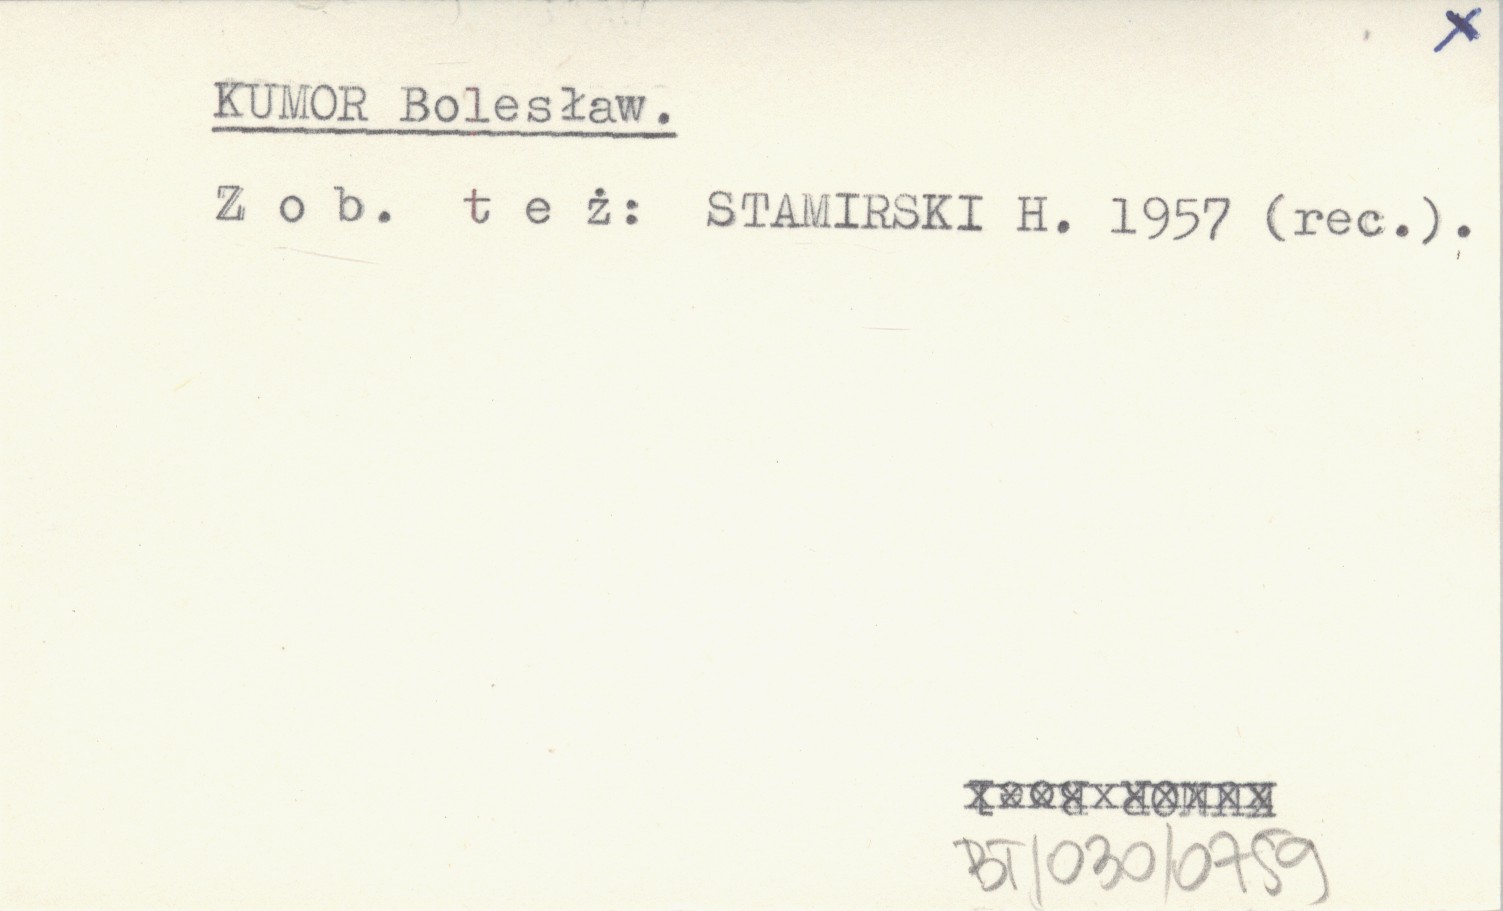 KUMOR Bolesław.
Z o b. t e ż: STAMIRSKI H. 1957 (rec.).
BT/030/0759